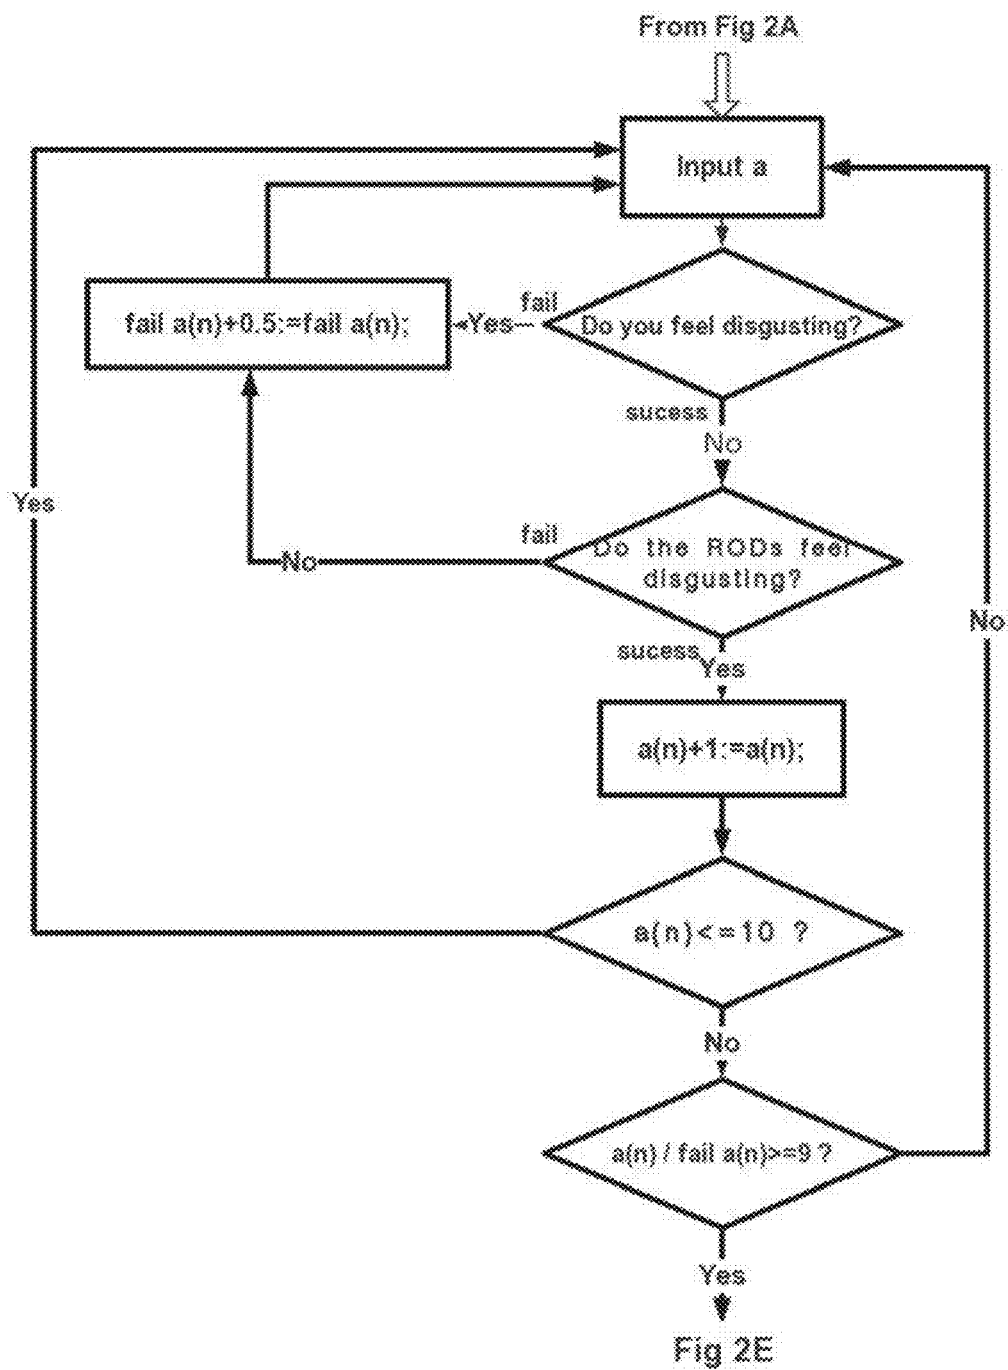 From Fig 2A
Input a
fail
fail a(n)+0.5:=fail a(n);
Yes
Do you feel disgusting?
sucess
No
Yes
fail
Do the RODs feel
disgusting?
No
No
sucess
Yes
a(n)+1:=a(n);
a(n)<=10 ?
No
a(n) / fail a(n)>=9 ?
Yes
Fig 2E